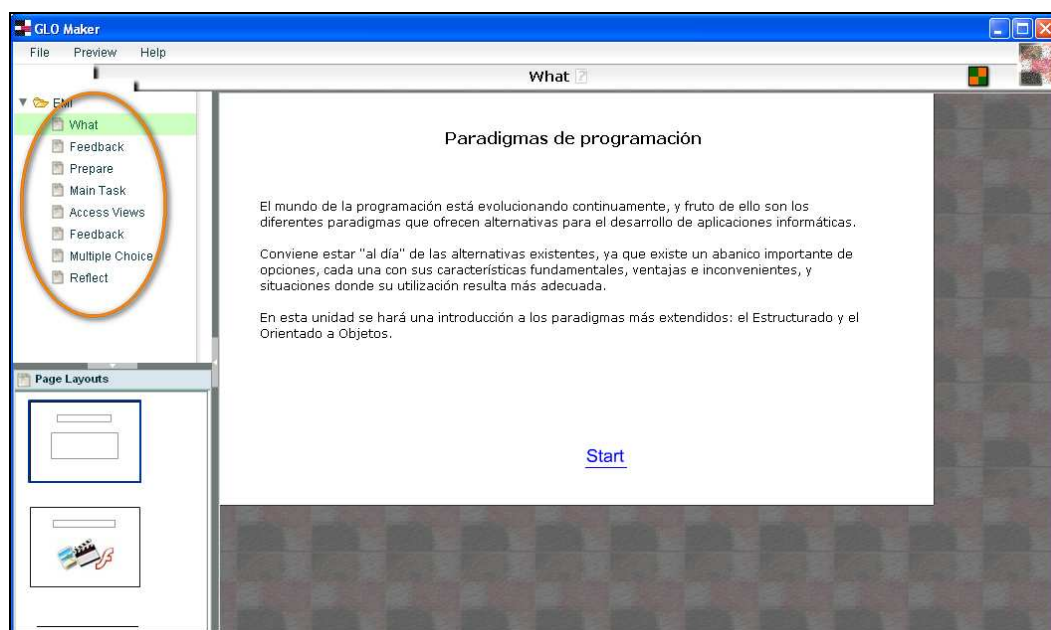 GLO Maker
File Preview Help
What ?
EMI
What
Feedback
Prepare
Main Task
Access Views
Feedback
Multiple Choice
Reflect
Page Layouts
Paradigmas de programación
El mundo de la programación está evolucionando continuamente, y fruto de ello son los
diferentes paradigmas que ofrecen alternativas para el desarrollo de aplicaciones informáticas.
Conviene estar "al día" de las alternativas existentes, ya que existe un abanico importante de
opciones, cada una con sus características fundamentales, ventajas e inconvenientes, y
situaciones donde su utilización resulta más adecuada.
En esta unidad se hará una introducción a los paradigmas más extendidos: el Estructurado y el
Orientado a Objetos.
Start